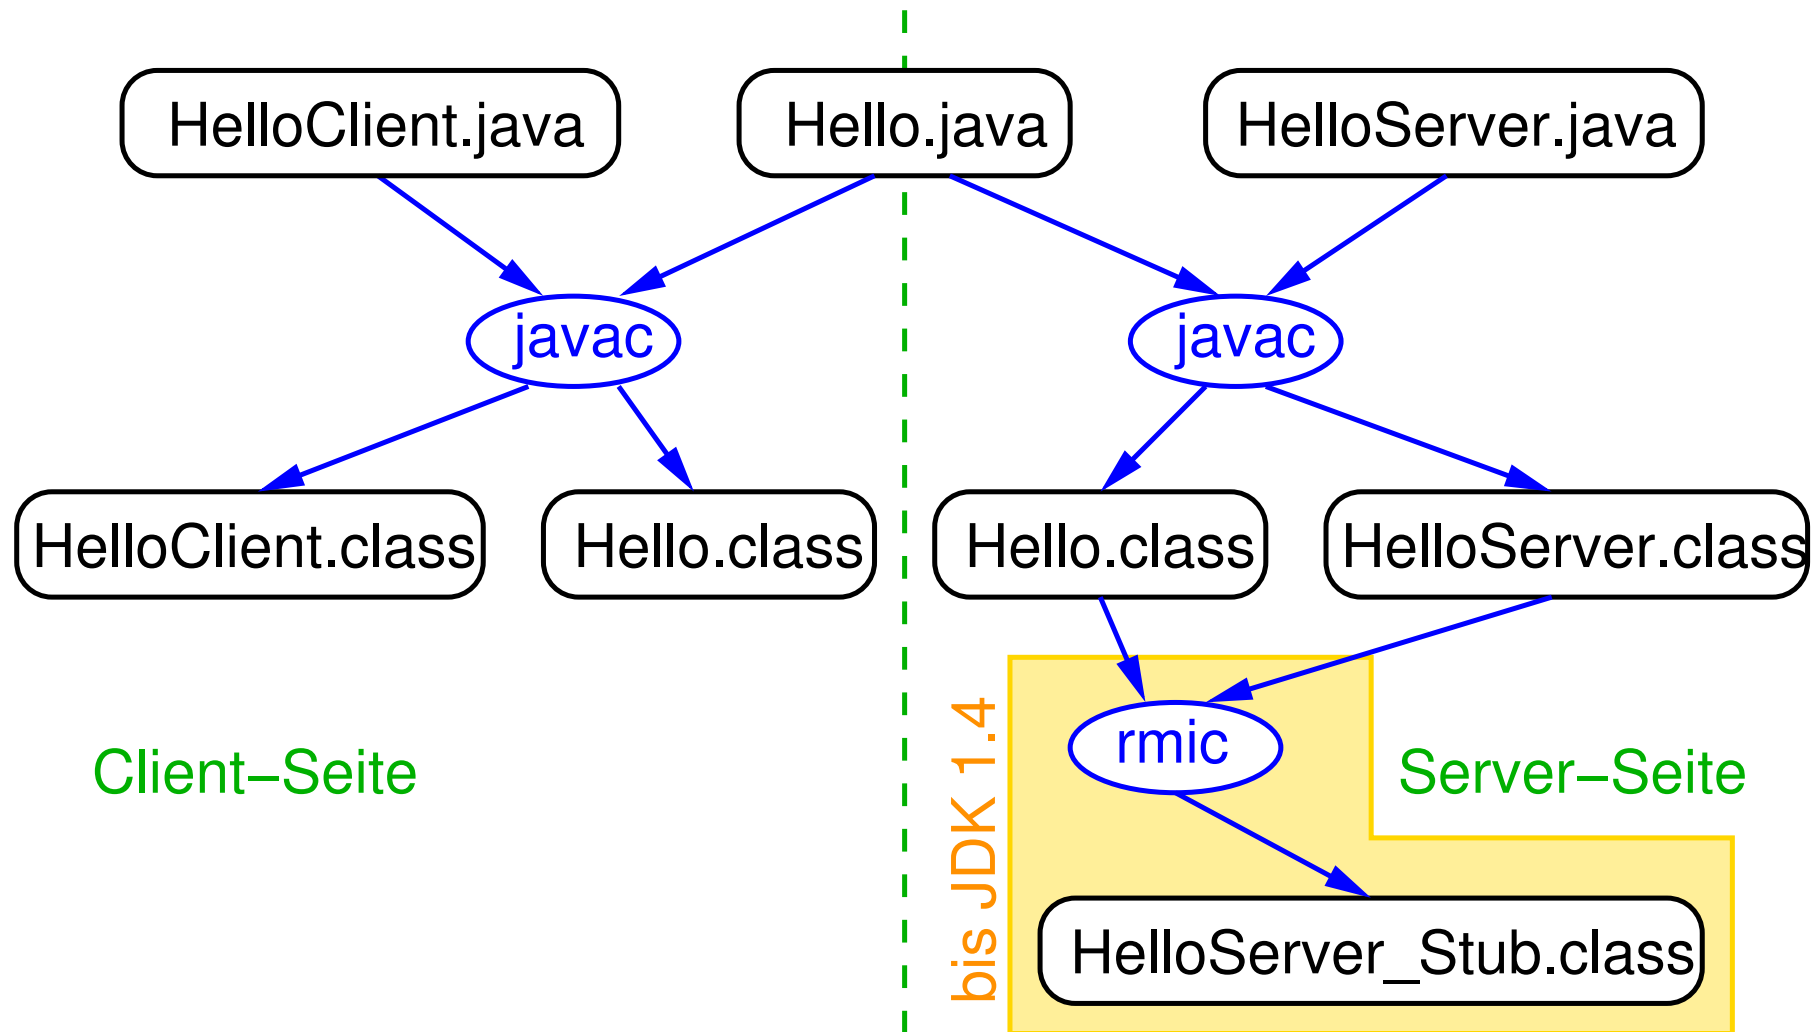 HelloClient.java
Hello.java
HelloServer.java
javac
javac
HelloClient.class
Hello.class
Hello.class
HelloServer.class
rmic
Client–Seite
bis JDK 1.4
Server–Seite
HelloServer_Stub.class